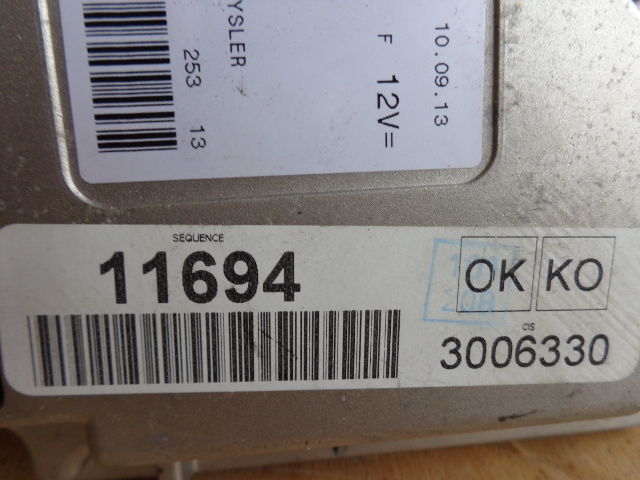 YSLER
253 13
F 12V=
10.09.13
SEQUENCE
11694
OK KO
CIS
3006330